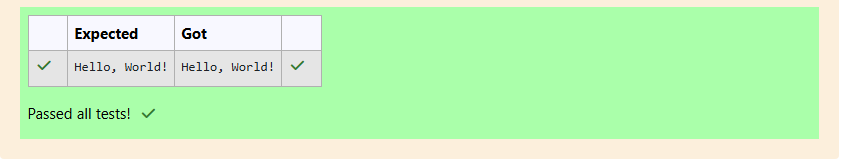 Expected Got
Hello, World! Hello, World!
Passed all tests!